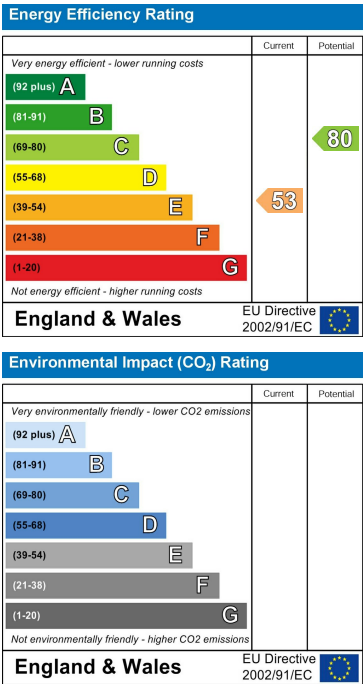 Energy Efficiency Rating
Current Potential
Very energy efficient - lower running costs
(92 plus) A
(81-91) B
(69-80) C
80
(55-68) D
(39-54) E
53
(21-38) F
(1-20) G
Not energy efficient - higher running costs
England & Wales
EU Directive
2002/91/EC
Environmental Impact (CO₂) Rating
Current Potential
Very environmentally friendly - lower CO2 emissions
(92 plus) A
(81-91) B
(69-80) C
(55-68) D
(39-54) E
(21-38) F
(1-20) G
Not environmentally friendly - higher CO2 emissions
England & Wales
EU Directive
2002/91/EC